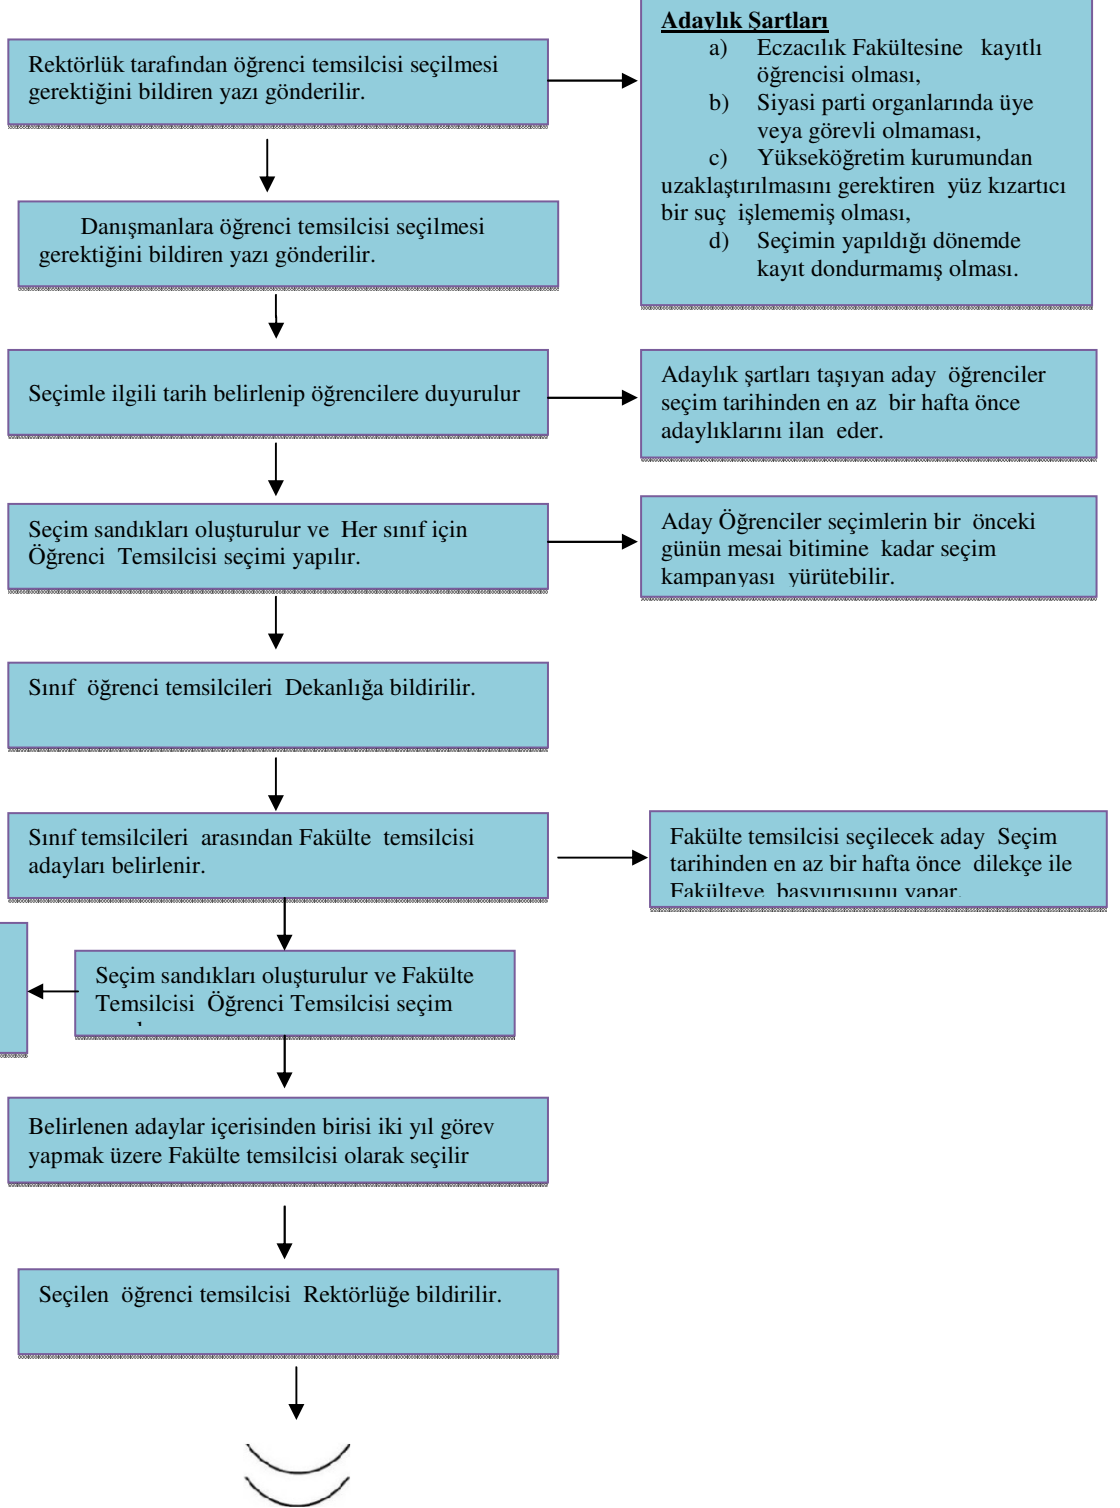 Rektörlük tarafından öğrenci temsilcisi seçilmesi
gerektiğini bildiren yazı gönderilir.
Adaylık Şartları
a) Eczacılık Fakültesine kayıtlı
öğrencisi olması,
b) Siyasi parti organlarında üye
veya görevli olmaması,
c) Yükseköğretim kurumundan
uzaklaştırılmasını gerektiren yüz kızartıcı
bir suç işlememiş olması,
d) Seçimin yapıldığı dönemde
kayıt dondurmamış olması.
Danışmanlara öğrenci temsilcisi seçilmesi
gerektiğini bildiren yazı gönderilir.
Seçimle ilgili tarih belirlenip öğrencilere duyurulur
Adaylık şartları taşıyan aday öğrenciler
seçim tarihinden en az bir hafta önce
adaylıklarını ilan eder.
Seçim sandıkları oluşturulur ve Her sınıf için
Öğrenci Temsilcisi seçimi yapılır.
Aday Öğrenciler seçimlerin bir önceki
günün mesai bitimine kadar seçim
kampanyası yürütebilir.
Sınıf öğrenci temsilcileri Dekanlığa bildirilir.
Sınıf temsilcileri arasından Fakülte temsilcisi
adayları belirlenir.
Fakülte temsilcisi seçilecek aday Seçim
tarihinden en az bir hafta önce dilekçe ile
Fakülteye başvurusunu yapar.
Seçim sandıkları oluşturulur ve Fakülte
Temsilcisi Öğrenci Temsilcisi seçim
Belirlenen adaylar içerisinden birisi iki yıl görev
yapmak üzere Fakülte temsilcisi olarak seçilir
Seçilen öğrenci temsilcisi Rektörlüğe bildirilir.